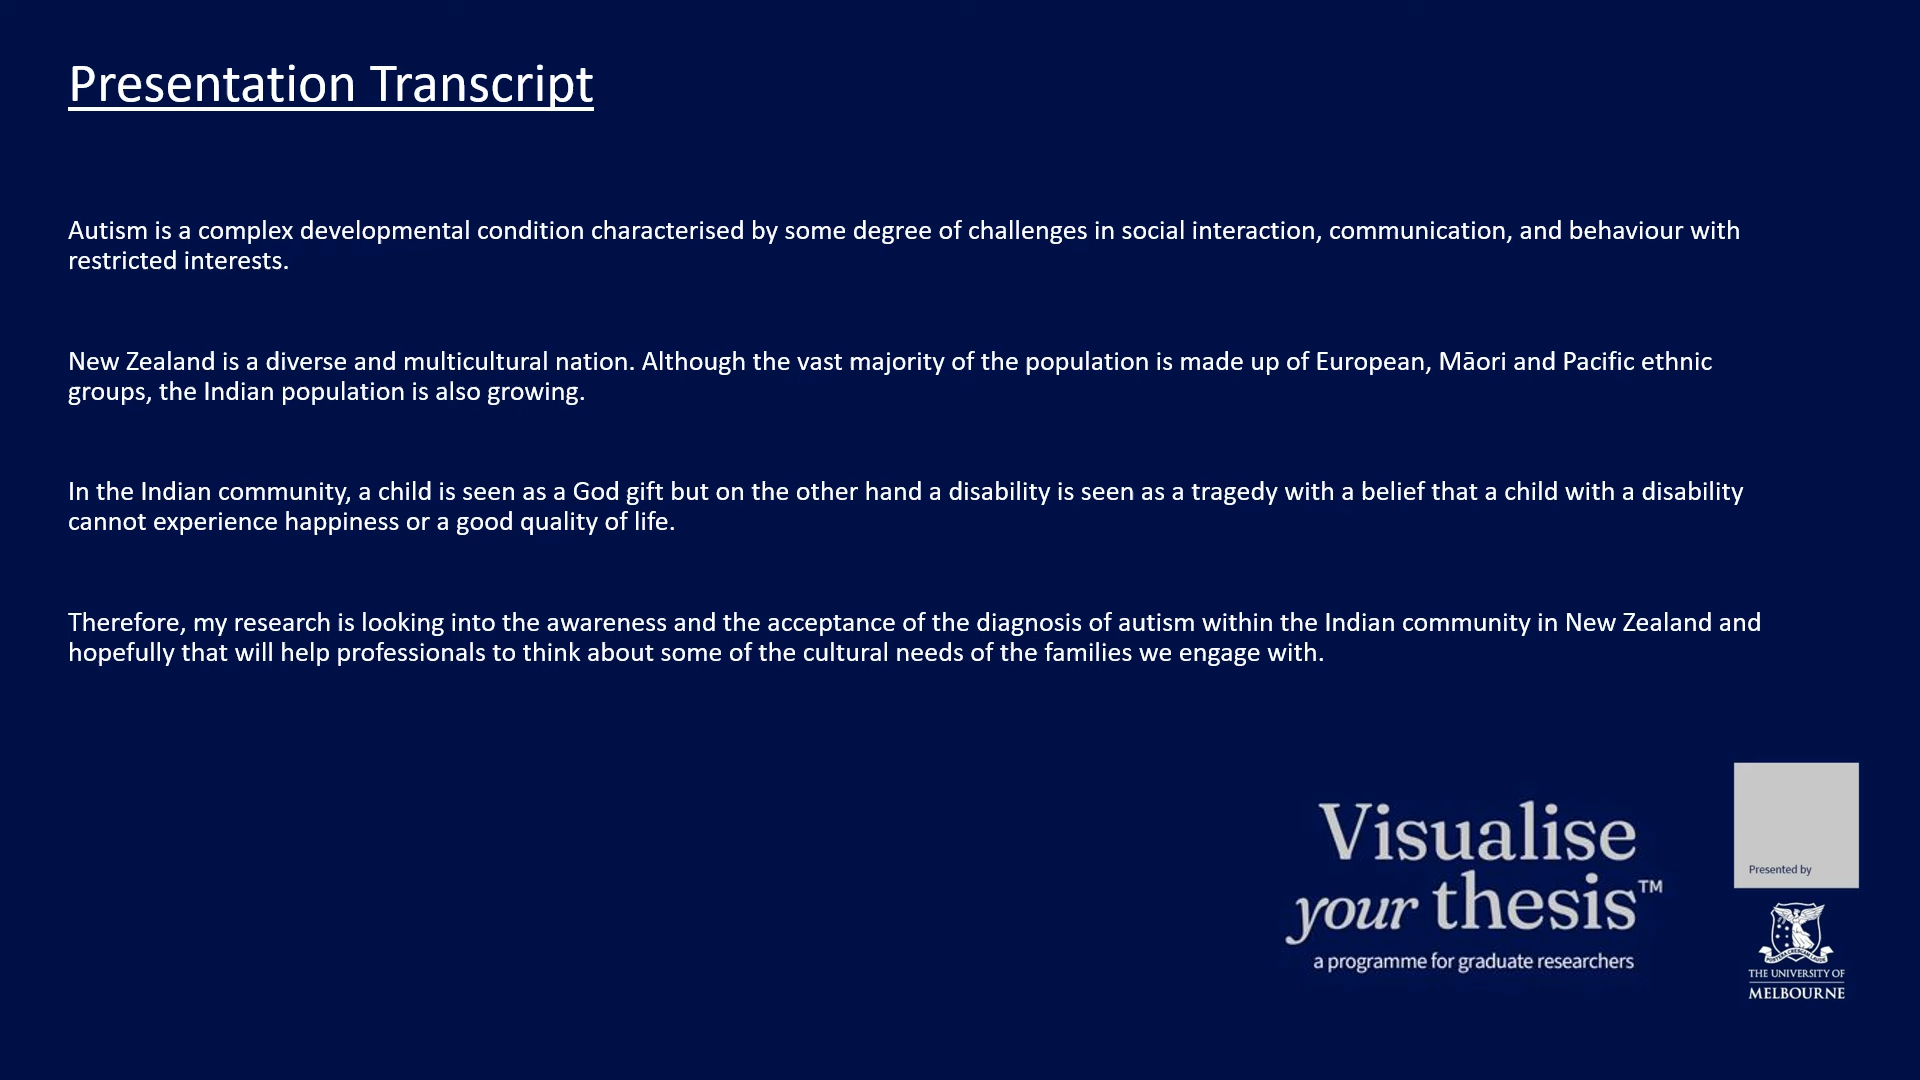 Presentation Transcript
Autism is a complex developmental condition characterised by some degree of challenges in social interaction, communication, and behaviour with
restricted interests.
New Zealand is a diverse and multicultural nation. Although the vast majority of the population is made up of European, Māori and Pacific ethnic
groups, the Indian population is also growing.
In the Indian community, a child is seen as a God gift but on the other hand a disability is seen as a tragedy with a belief that a child with a disability
cannot experience happiness or a good quality of life.
Therefore, my research is looking into the awareness and the acceptance of the diagnosis of autism within the Indian community in New Zealand and
hopefully that will help professionals to think about some of the cultural needs of the families we engage with.
Visualise
your thesis™
a programme for graduate researchers
Presented by
THE UNIVERSITY OF
MELBOURNE